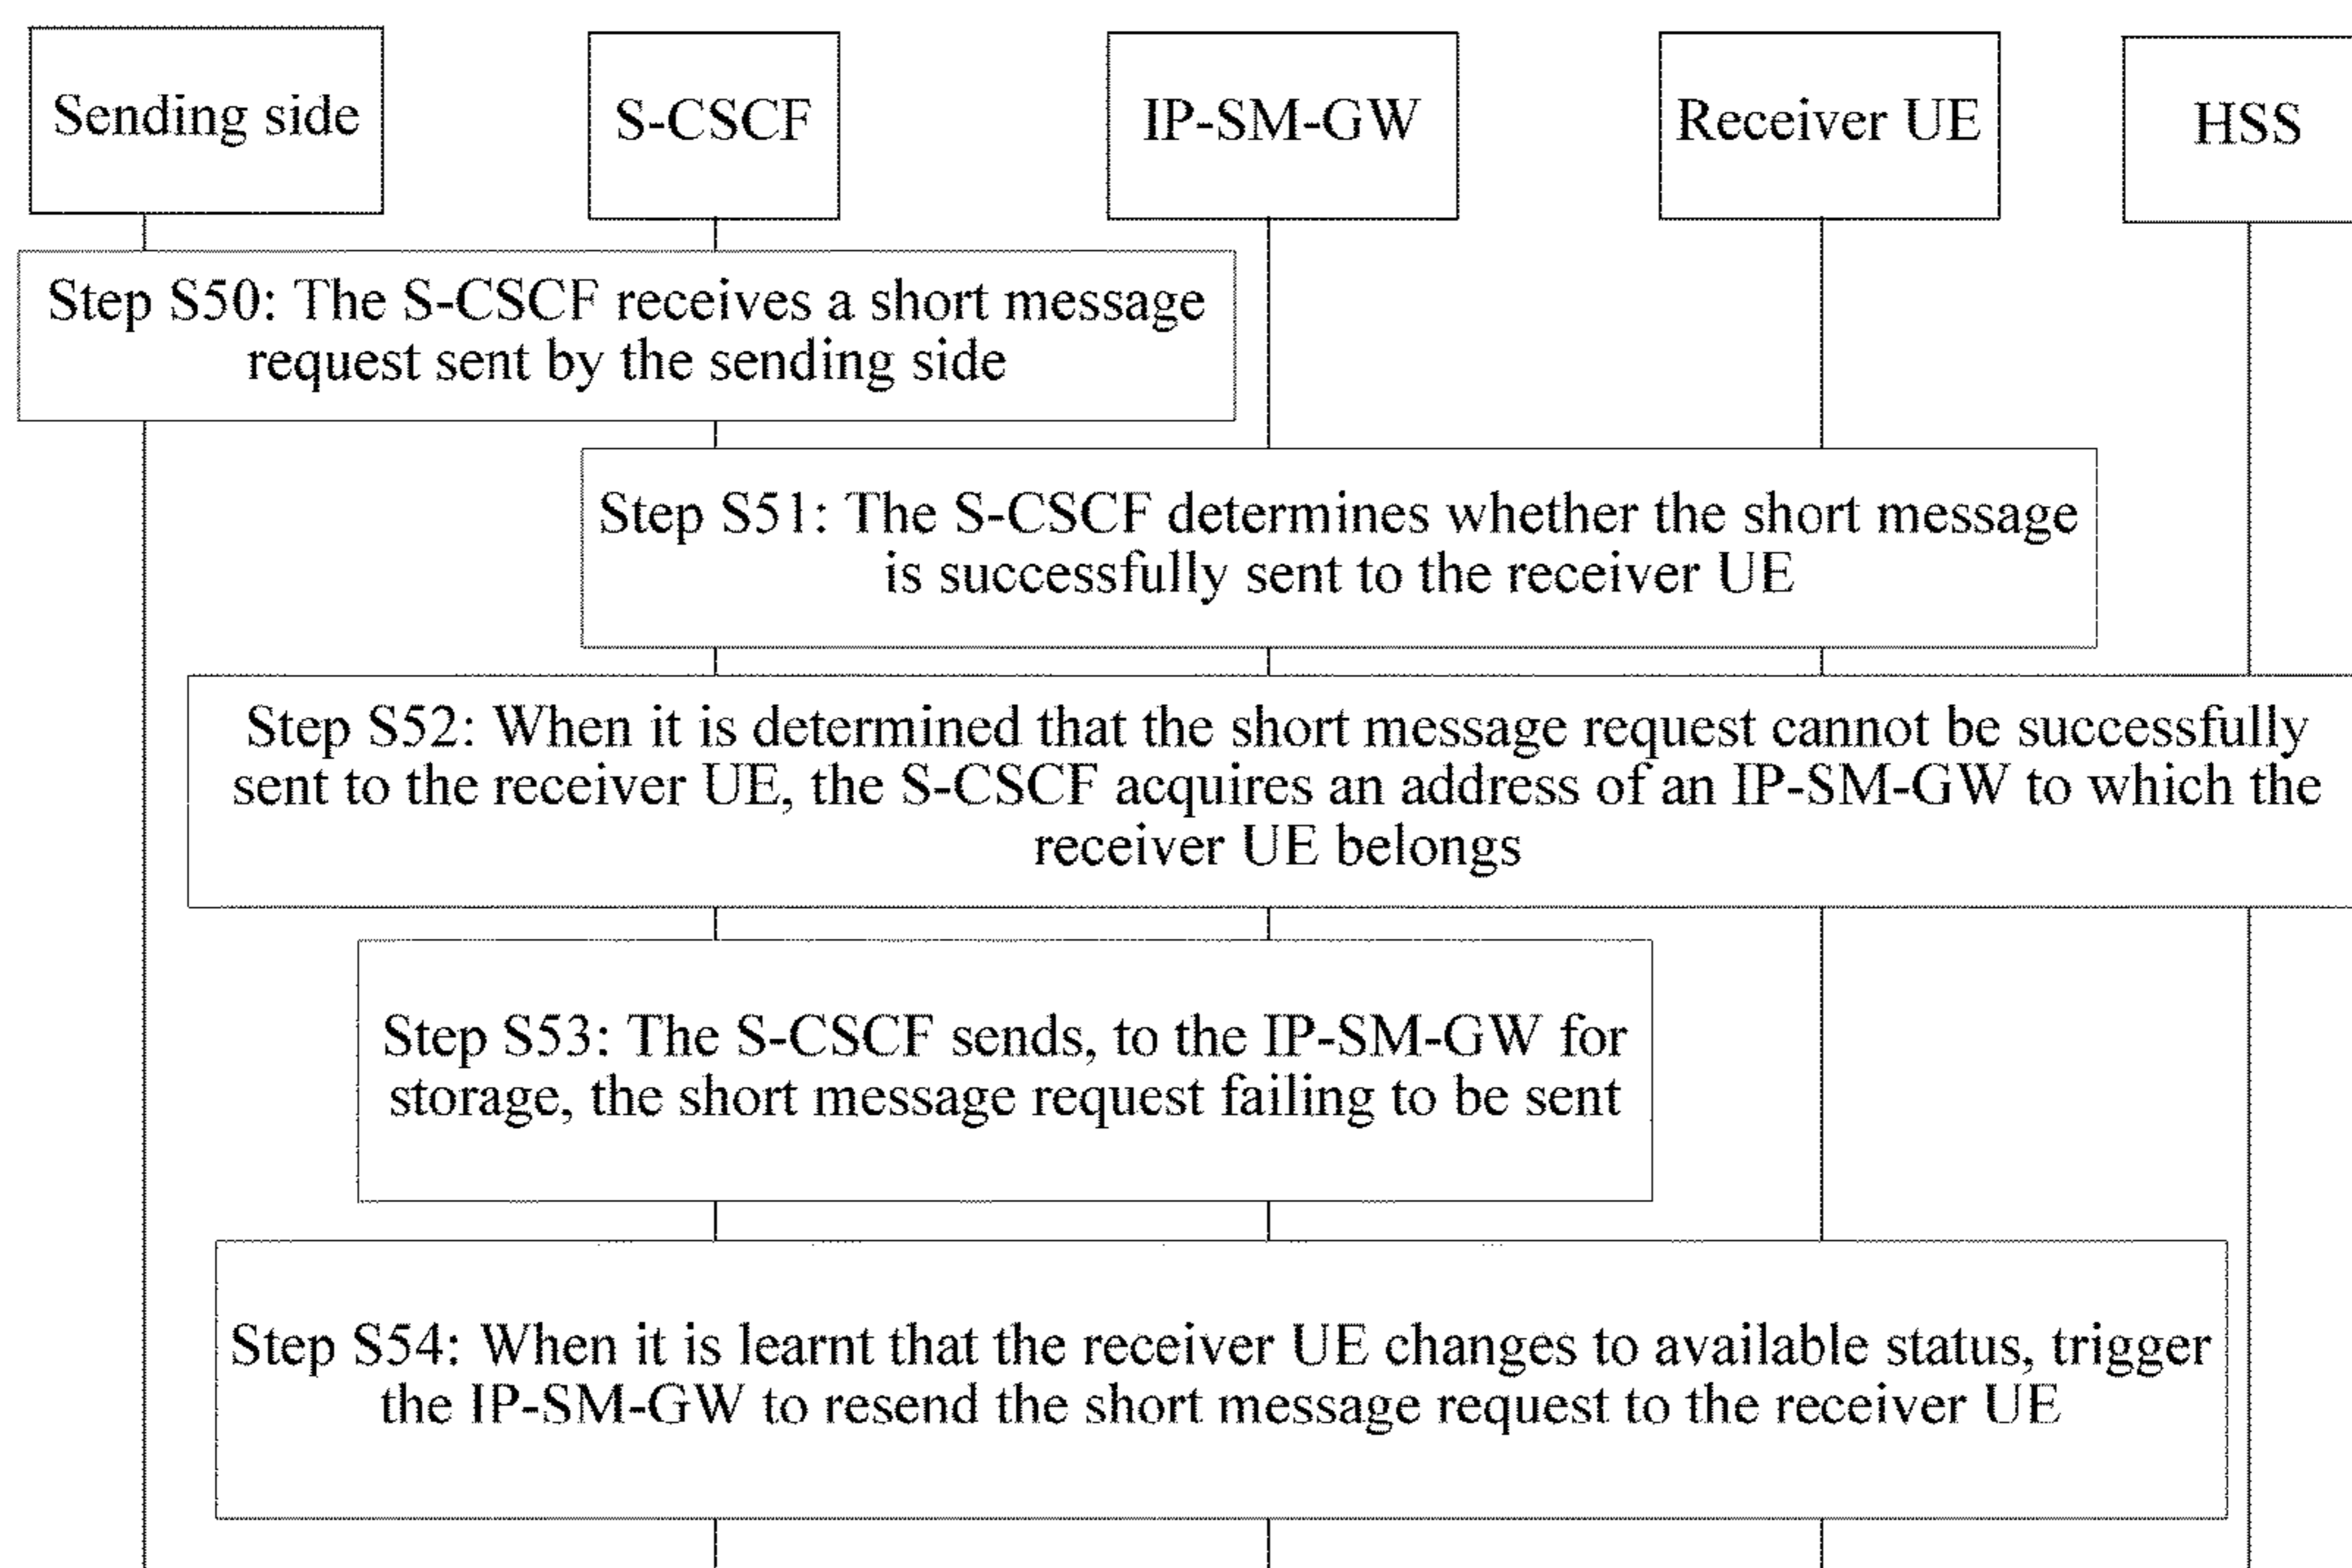 Sending side
S-CSCF
IP-SM-GW
Receiver UE
HSS
Step S50: The S-CSCF receives a short message
request sent by the sending side
Step S51: The S-CSCF determines whether the short message
is successfully sent to the receiver UE
Step S52: When it is determined that the short message request cannot be successfully
sent to the receiver UE, the S-CSCF acquires an address of an IP-SM-GW to which the
receiver UE belongs
Step S53: The S-CSCF sends, to the IP-SM-GW for
storage, the short message request failing to be sent
Step S54: When it is learnt that the receiver UE changes to available status, trigger
the IP-SM-GW to resend the short message request to the receiver UE